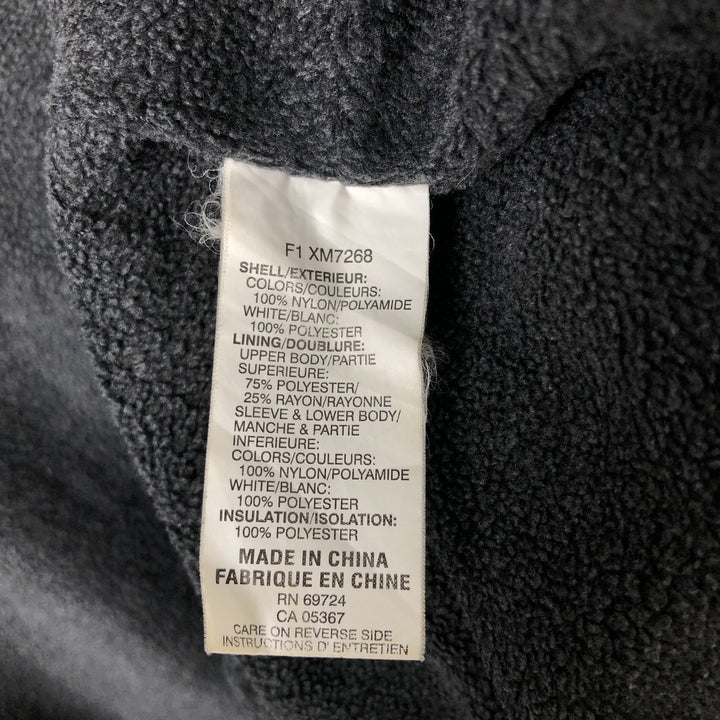 F1 XM7268
SHELL/EXTERIEUR:
COLORS/COULEURS:
100% NYLON/POLYAMIDE
WHITE/BLANC:
100% POLYESTER
LINING/DOUBLURE:
UPPER BODY/PARTIE
SUPERIEURE:
75% POLYESTER/
25% RAYON/RAYONNE
SLEEVE & LOWER BODY/
MANCHE & PARTIE
INFERIEURE:
COLORS/COULEURS:
100% NYLON/POLYAMIDE
WHITE/BLANC:
100% POLYESTER
INSULATION/ISOLATION:
100% POLYESTER
MADE IN CHINA
FABRIQUE EN CHINE
RN 69724
CA 05367
CARE ON REVERSE SIDE
INSTRUCTIONS D'ENTRETIEN